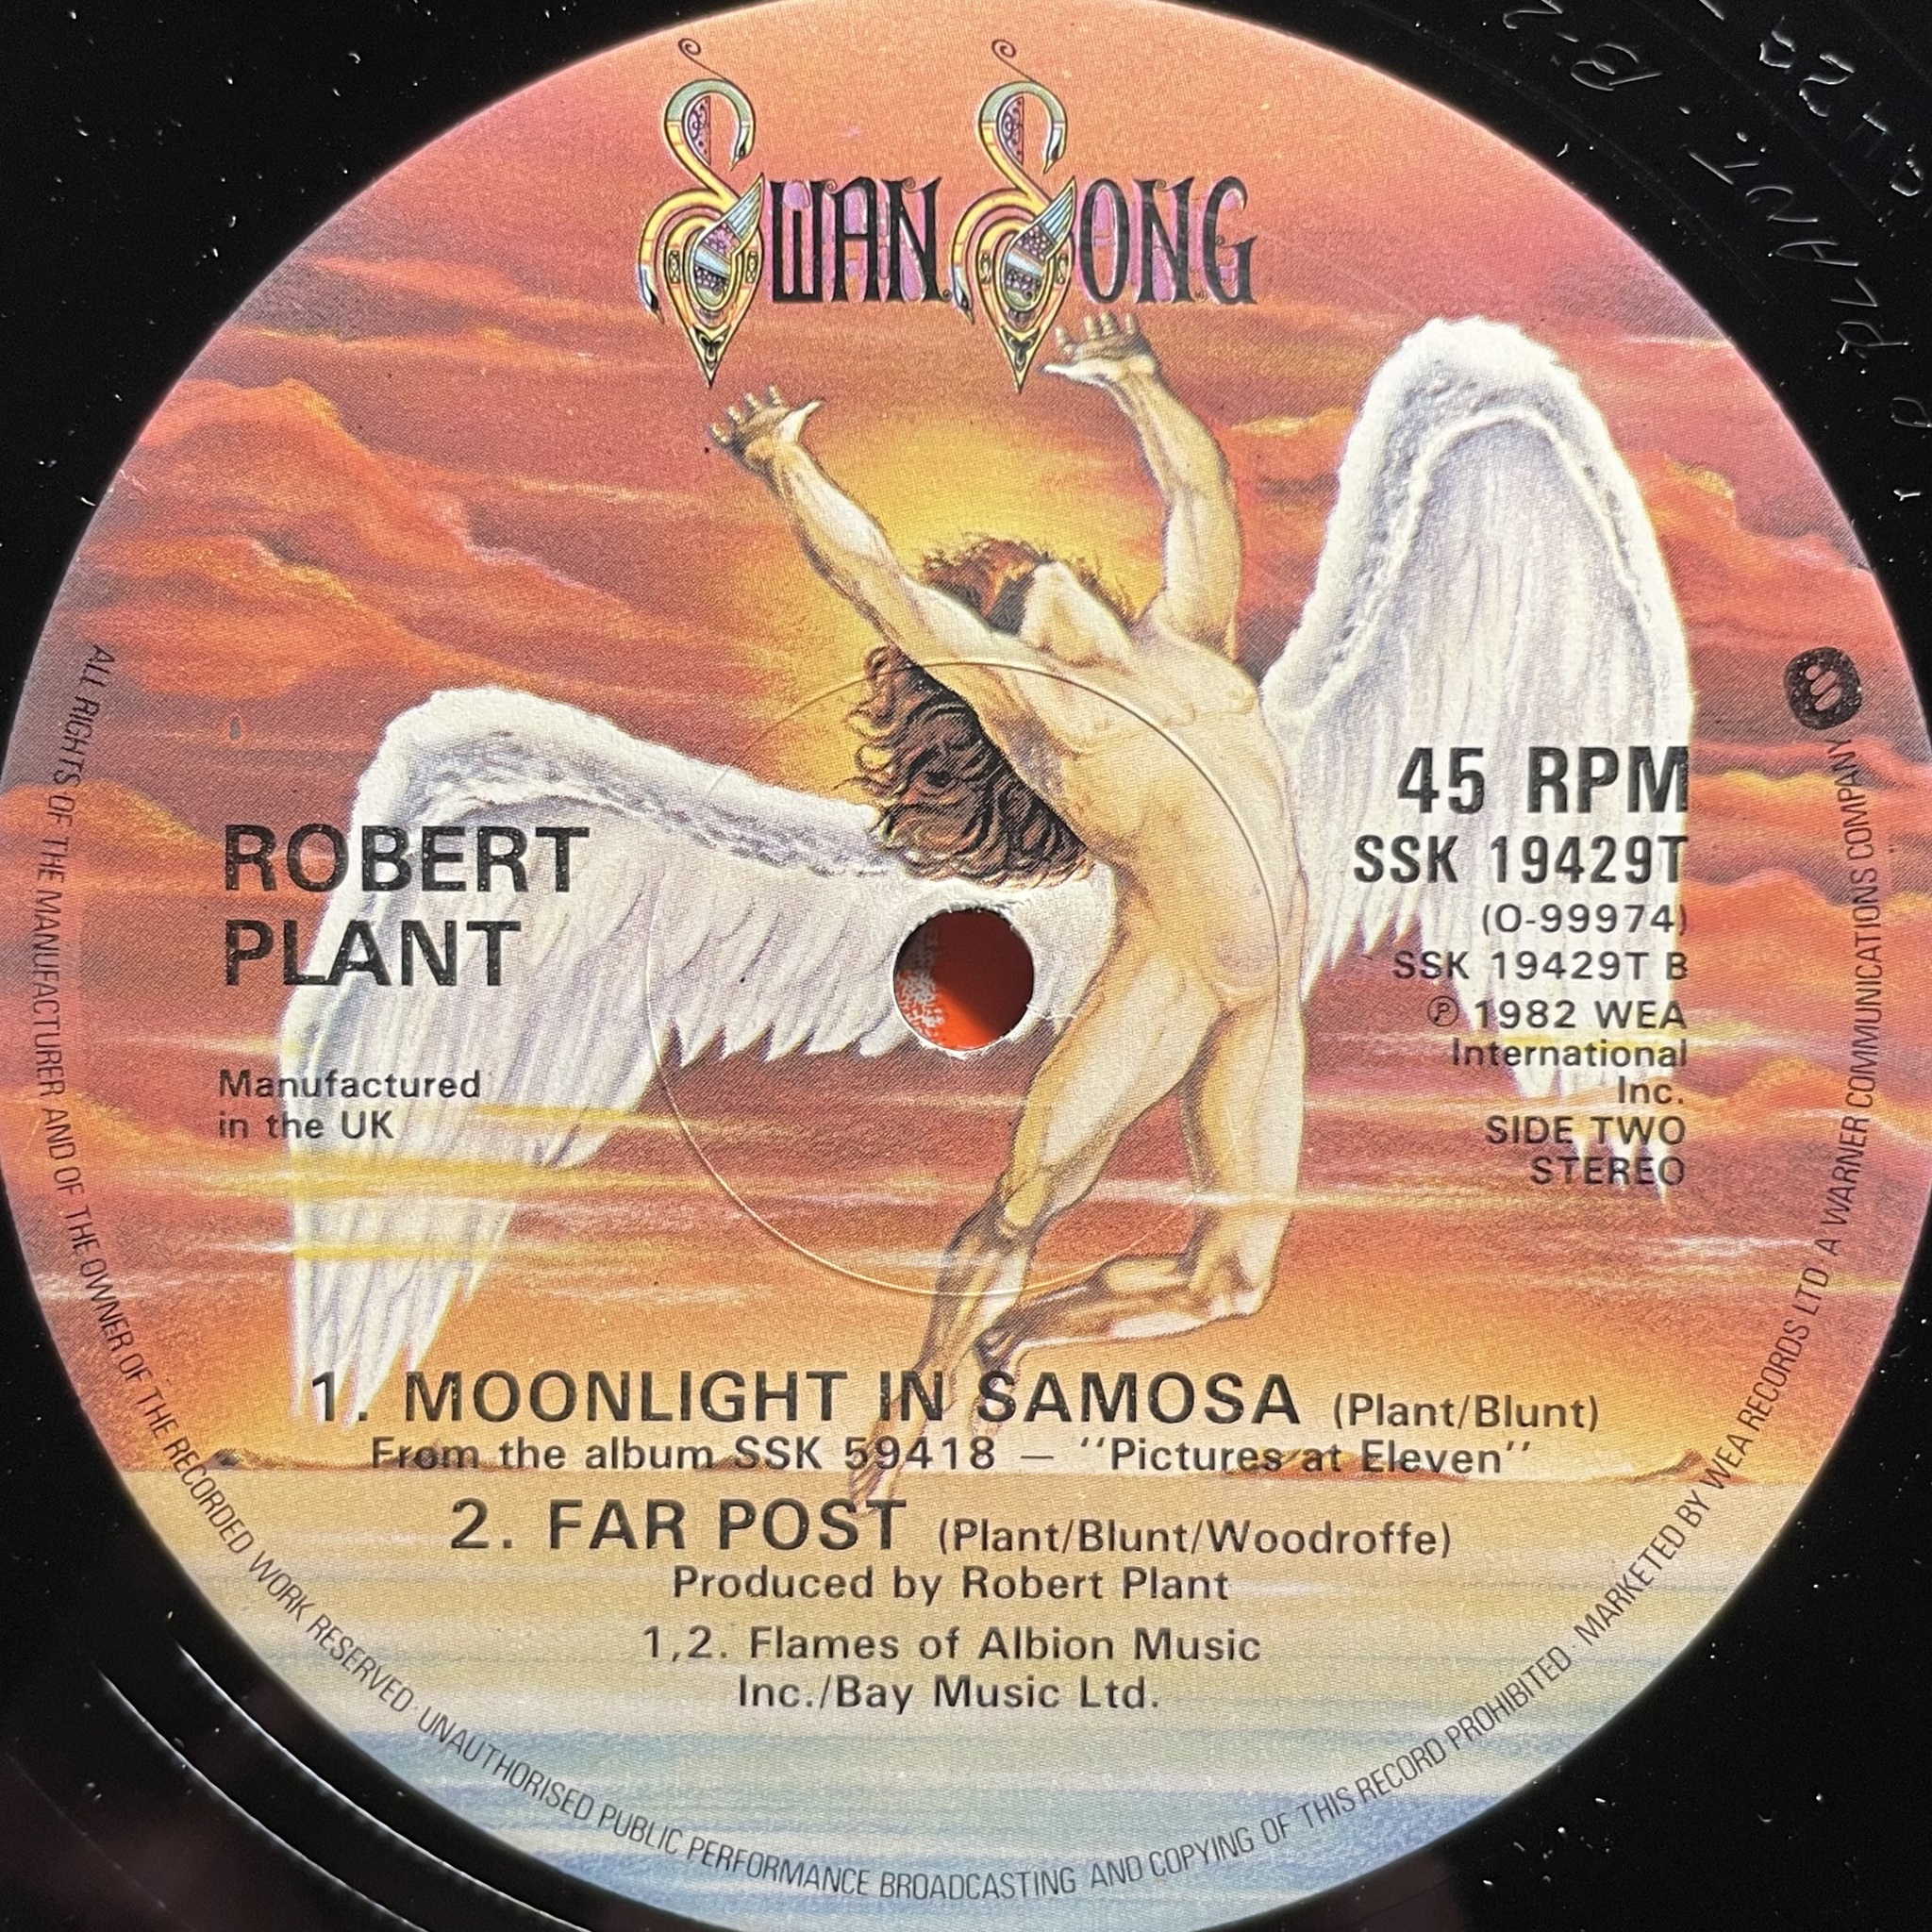 SWAN SONG
ROBERT
PLANT
Manufactured
in the UK
45 RPM
SSK 19429T
(O-99974)
SSK 19429T B
℗ 1982 WEA
International
Inc.
SIDE TWO
STEREO
1. MOONLIGHT IN SAMOSA (Plant/Blunt)
From the album SSK 59418 – ''Pictures at Eleven''
2. FAR POST (Plant/Blunt/Woodroffe)
Produced by Robert Plant
1,2. Flames of Albion Music
Inc./Bay Music Ltd.
ALL RIGHTS OF THE MANUFACTURER AND OF THE OWNER OF THE RECORDED WORK RESERVED · UNAUTHORISED PUBLIC PERFORMANCE BROADCASTING AND COPYING OF THIS RECORD PROHIBITED · MARKETED BY WEA RECORDS LTD A WARNER COMMUNICATIONS COMPANY